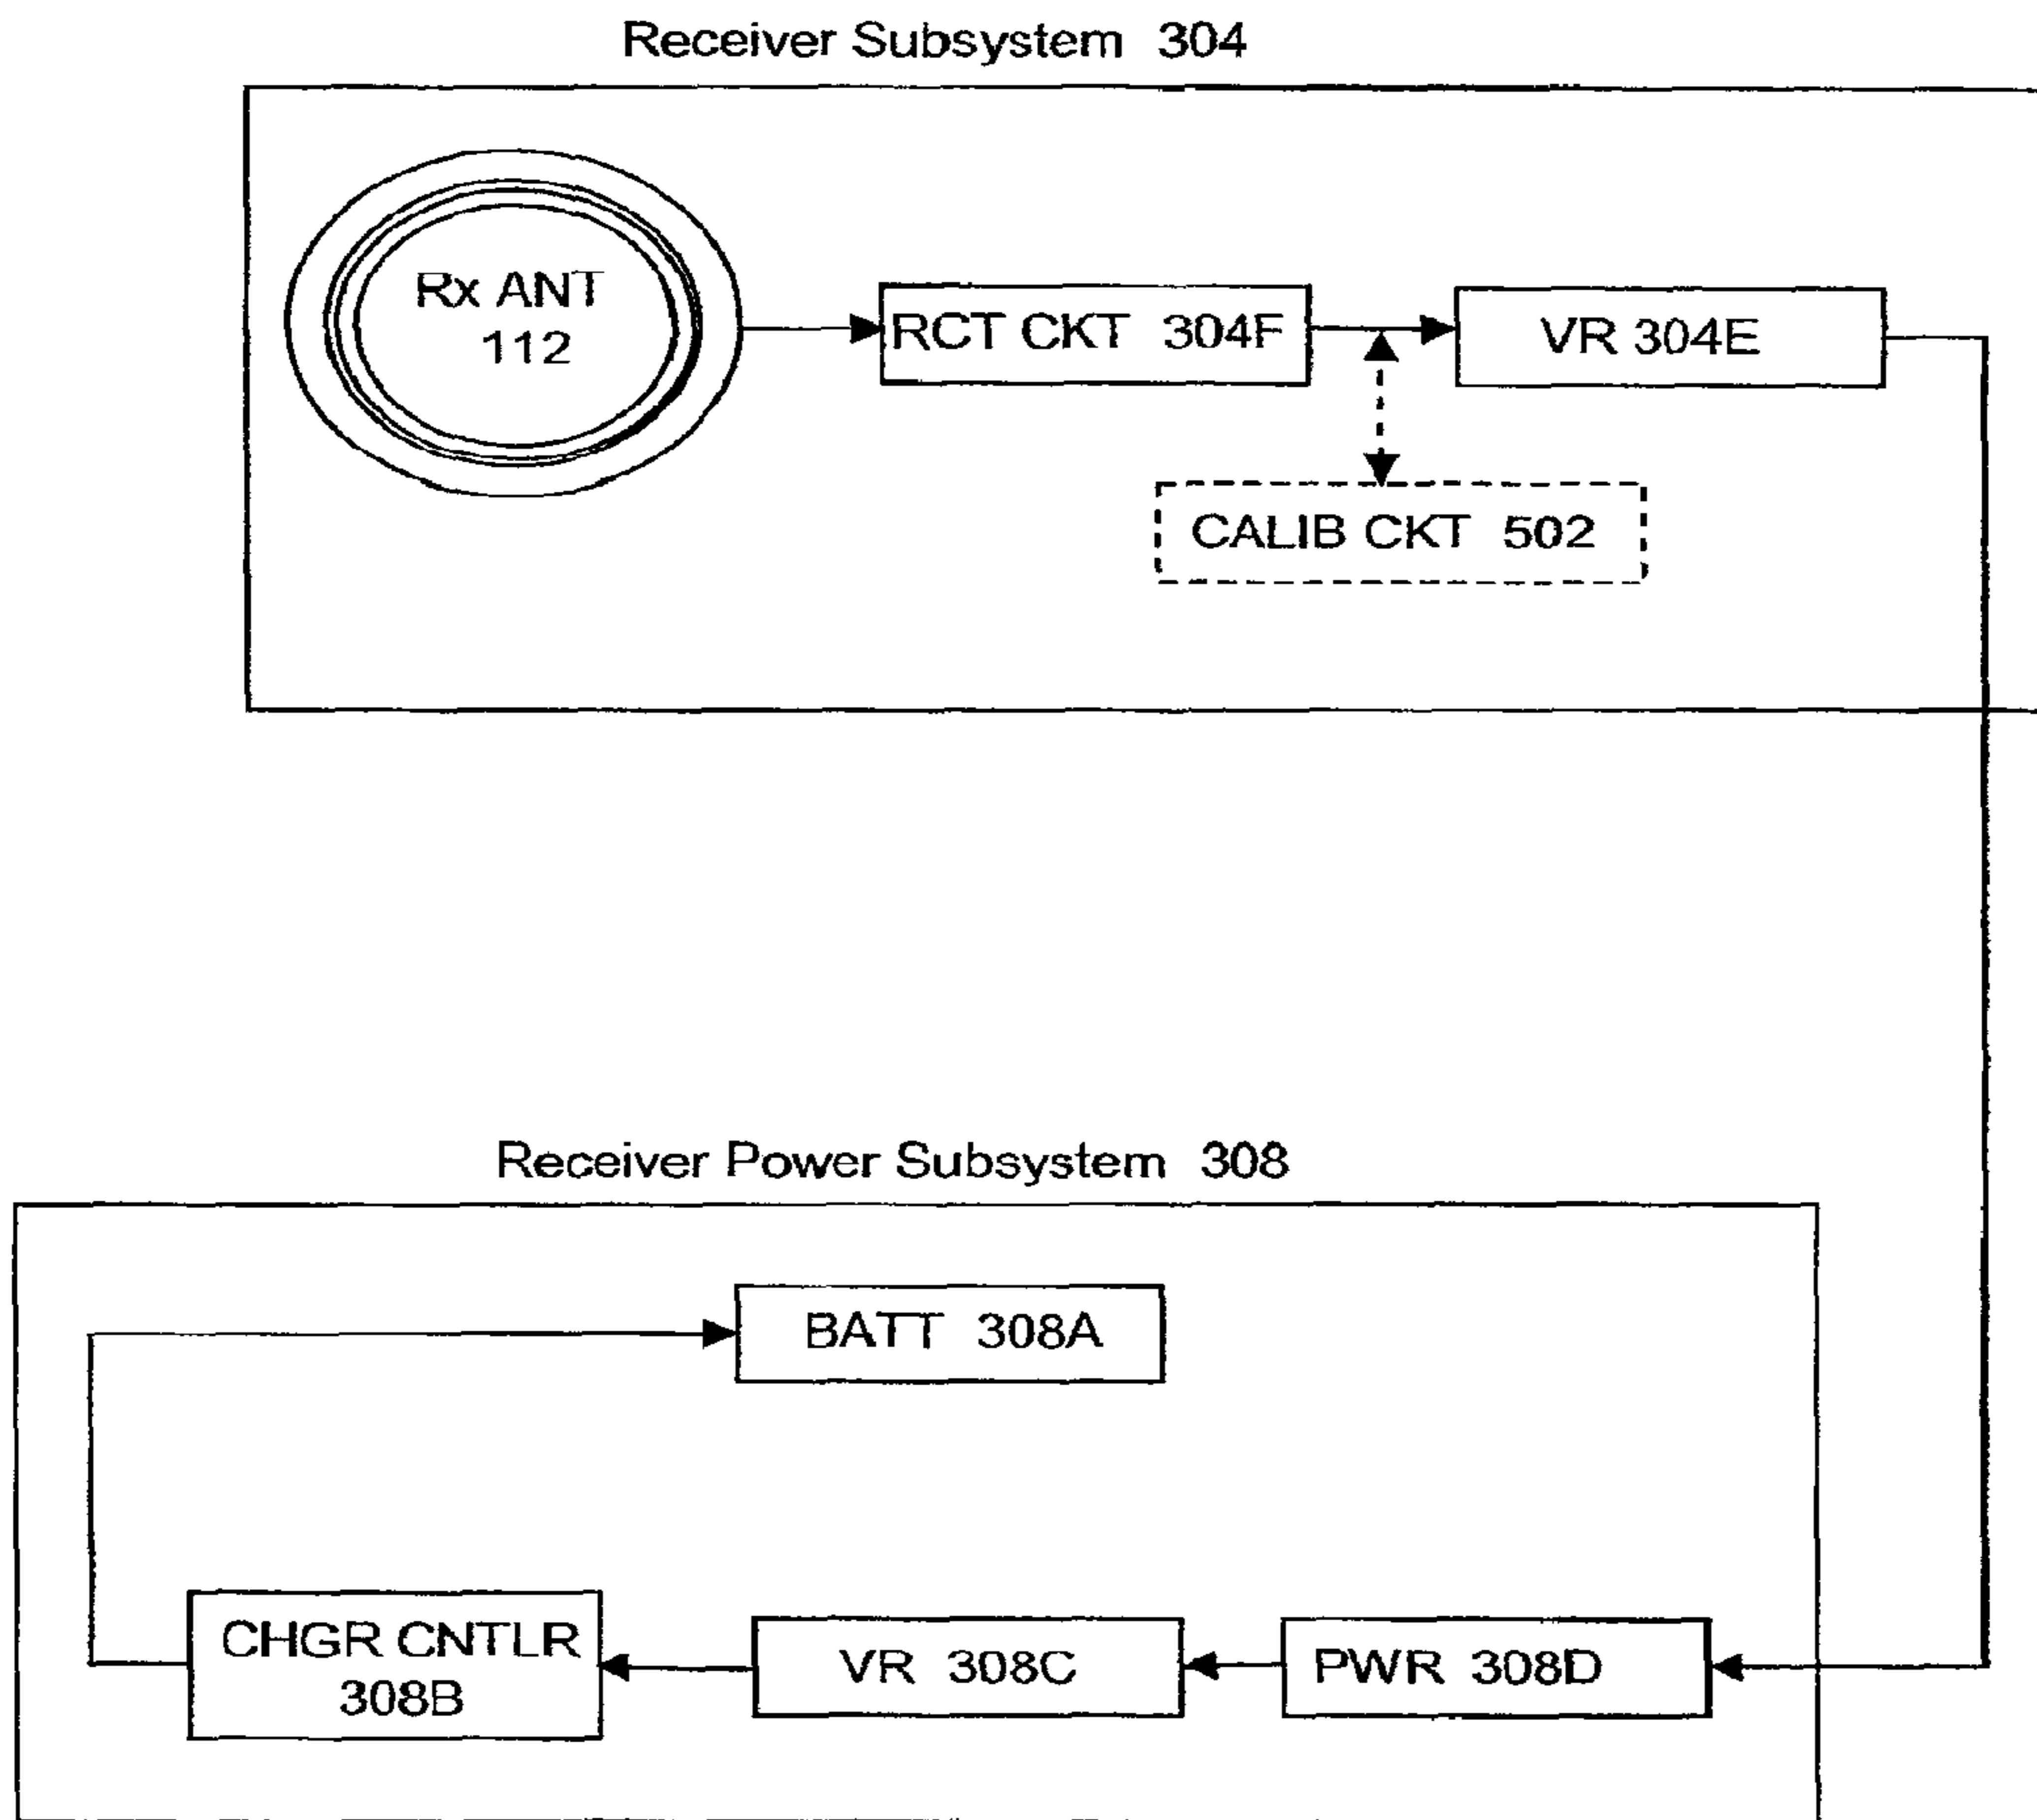 Receiver Subsystem 304
Rx ANT
112
RCT CKT 304F
VR 304E
CALIB CKT 502
Receiver Power Subsystem 308
BATT 308A
CHGR CNTLR
308B
VR 308C
PWR 308D